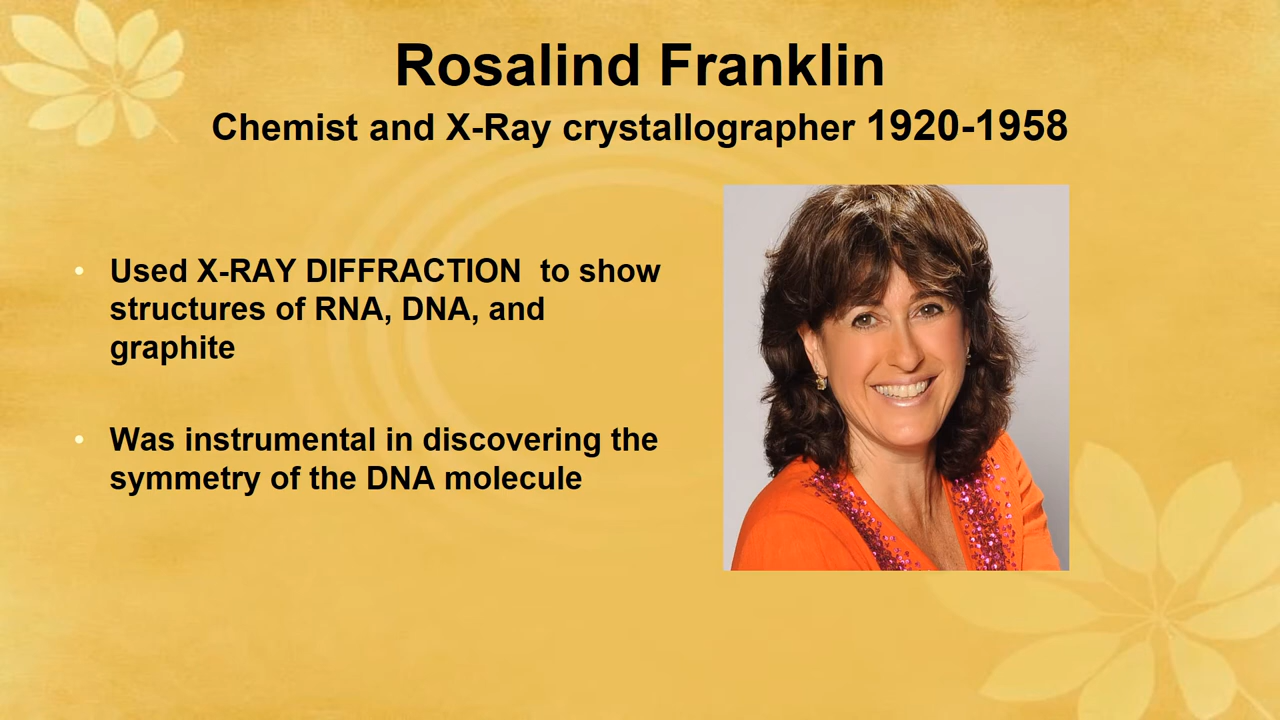 Rosalind Franklin
Chemist and X-Ray crystallographer 1920-1958
• Used X-RAY DIFFRACTION  to show
structures of RNA, DNA, and
graphite
• Was instrumental in discovering the
symmetry of the DNA molecule